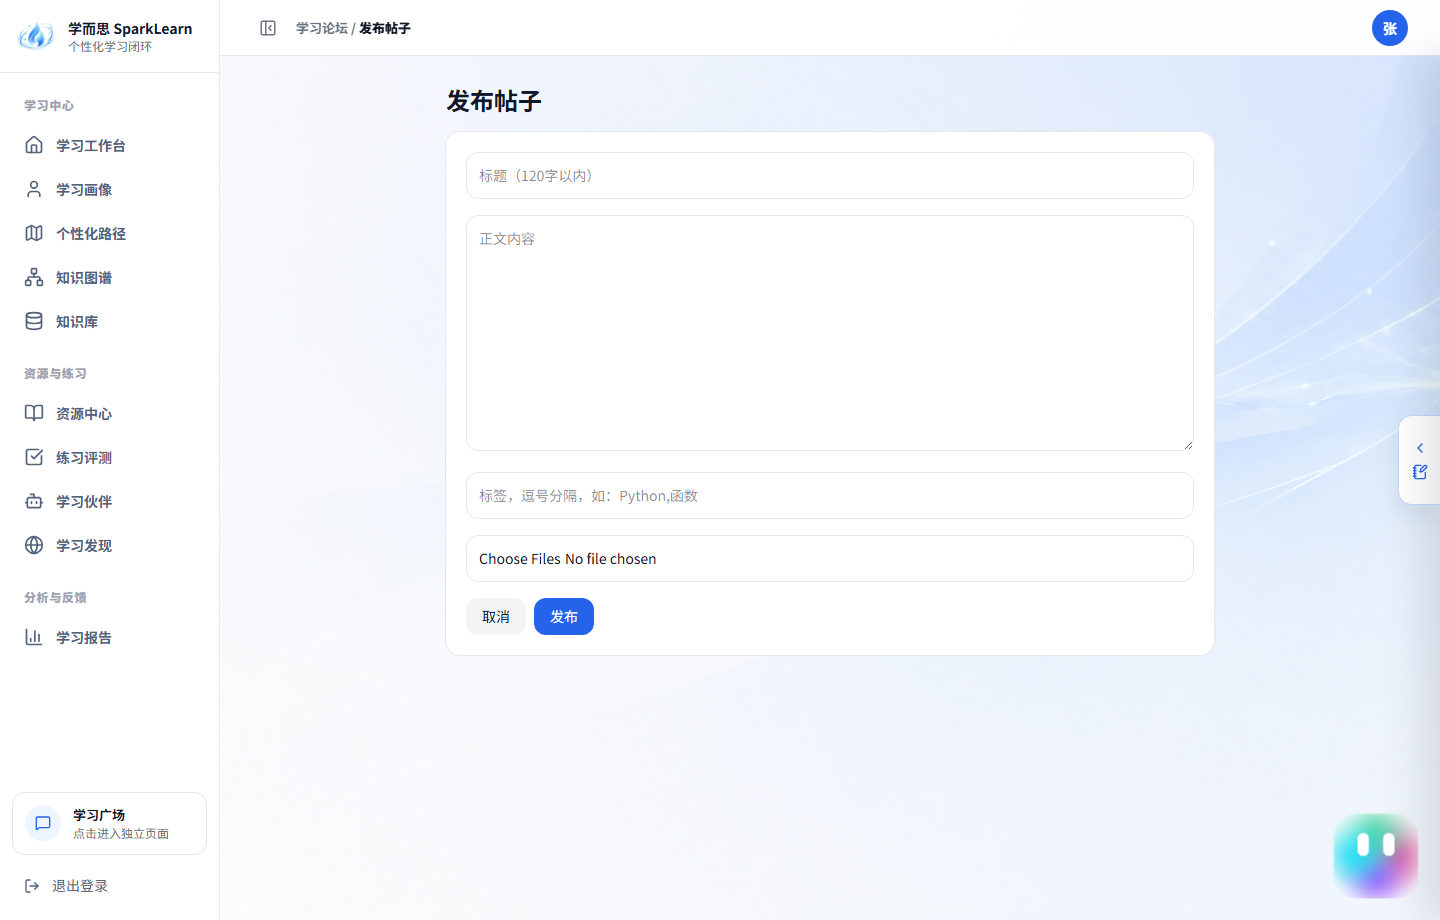 学而思 SparkLearn
个性化学习闭环
学习中心
学习工作台
学习画像
个性化路径
知识图谱
知识库
资源与练习
资源中心
练习评测
学习伙伴
学习发现
分析与反馈
学习报告
学习广场
点击进入独立页面
退出登录
学习论坛 / 发布帖子
张
发布帖子
标题（120字以内）
正文内容
标签，逗号分隔，如：Python,函数
Choose Files No file chosen
取消
发布